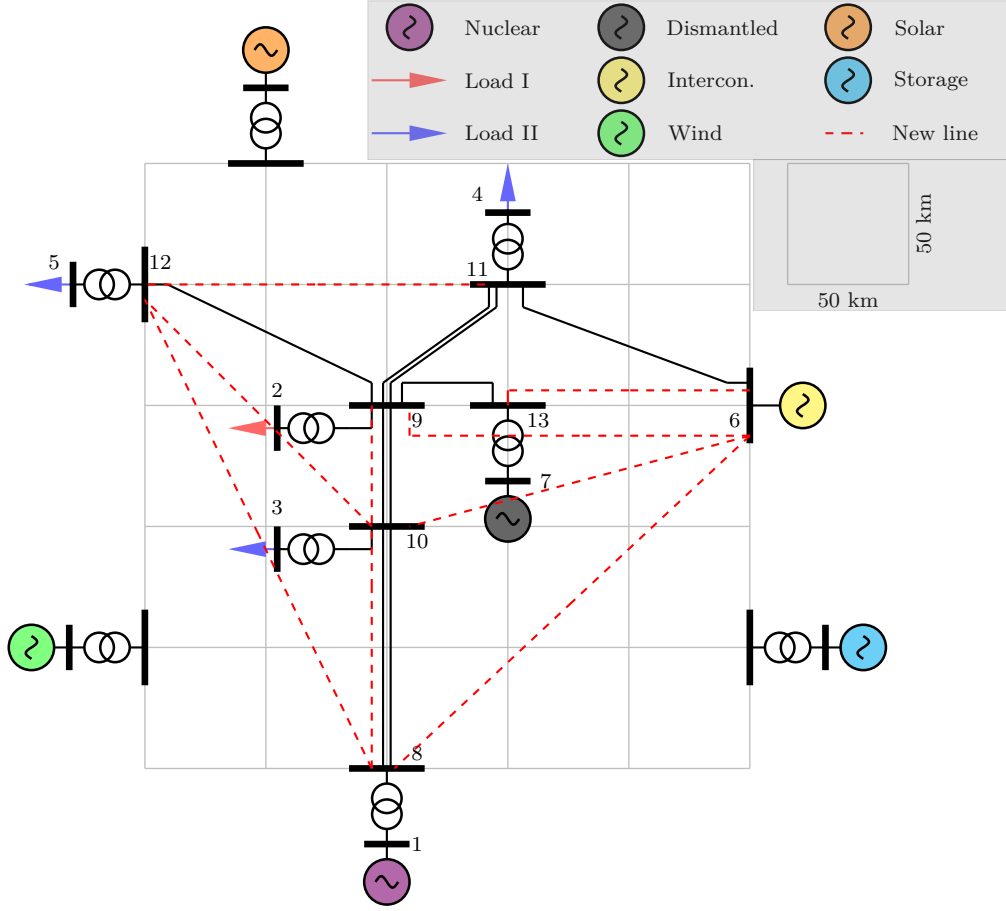 Nuclear Dismantled Solar
Load I Intercon. Storage
Load II Wind New line
50 km
50 km
4
5 12
11
2
9 13 6
7
3
10
8
1